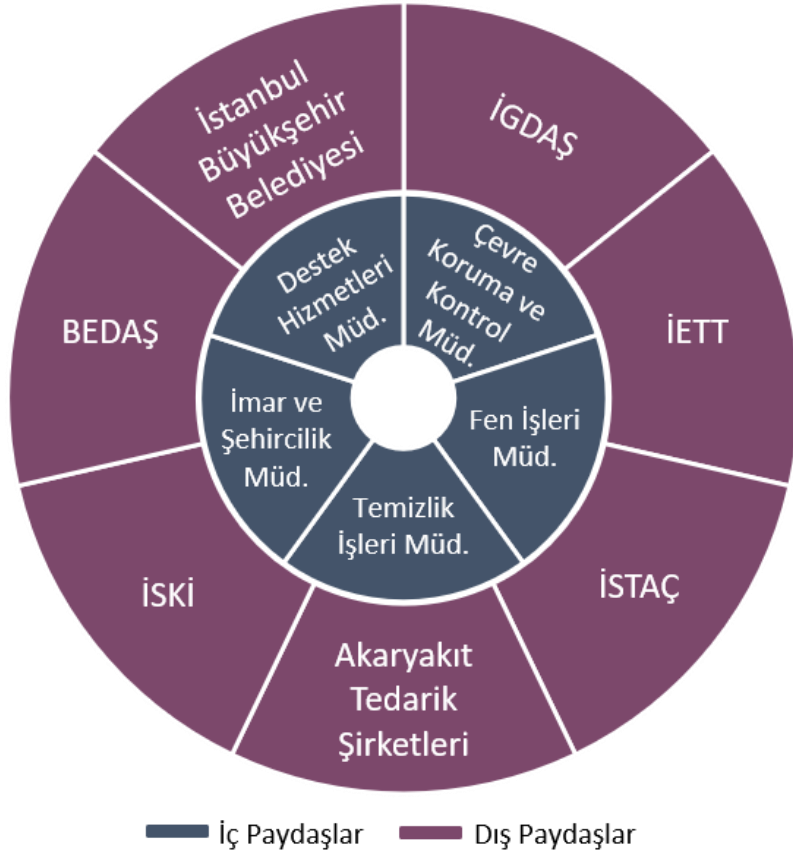 İstanbul
Büyükşehir
Belediyesi
İGDAŞ
İETT
İSTAÇ
Akaryakıt
Tedarik
Şirketleri
İSKİ
BEDAŞ
Destek
Hizmetleri
Müd.
Çevre
Koruma ve
Kontrol
Müd.
Fen İşleri
Müd.
Temizlik
İşleri Müd.
İmar ve
Şehircilik
Müd.
İç Paydaşlar
Dış Paydaşlar